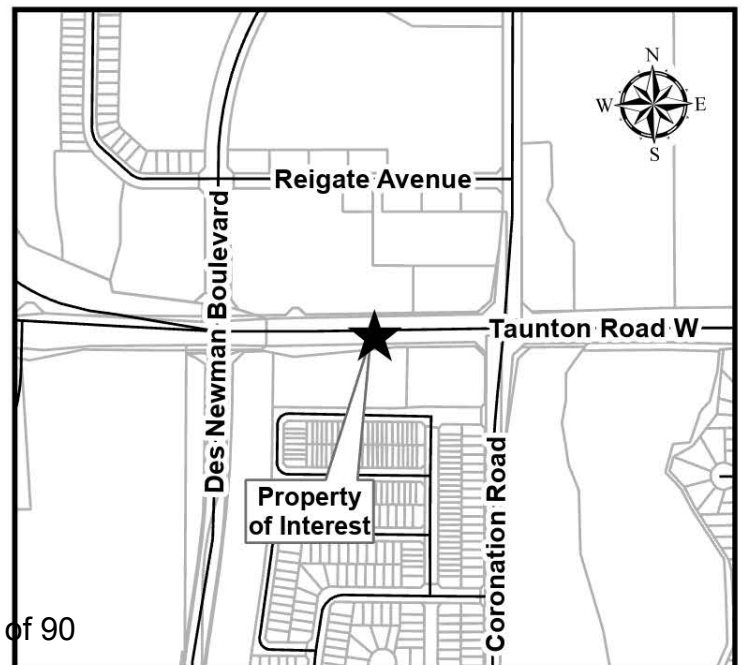 N
W E
S
Reigate Avenue
Des Newman Boulevard
Taunton Road W
Property
of Interest
Coronation Road
of 90